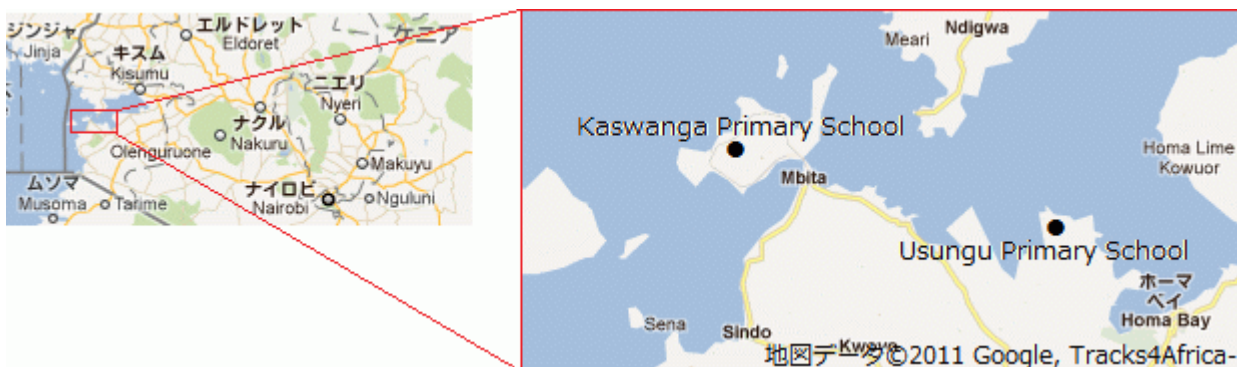 ジンジャ
Jinja
エルドレット
Eldoret
ケニア
キスム
Kisumu
ニエリ
Nyeri
ナクル
Nakuru
Olenguruone
Makuyu
ムソマ
Musoma
Tarime
ナイロビ
Nairobi
Nguluni
Meari
Ndigwa
Kaswanga Primary School
Homa Lime
Kowuor
Mbita
Usungu Primary School
ホーマ
ベイ
Homa Bay
Sena
Sindo
地図データ©2011 Google, Tracks4Africa-